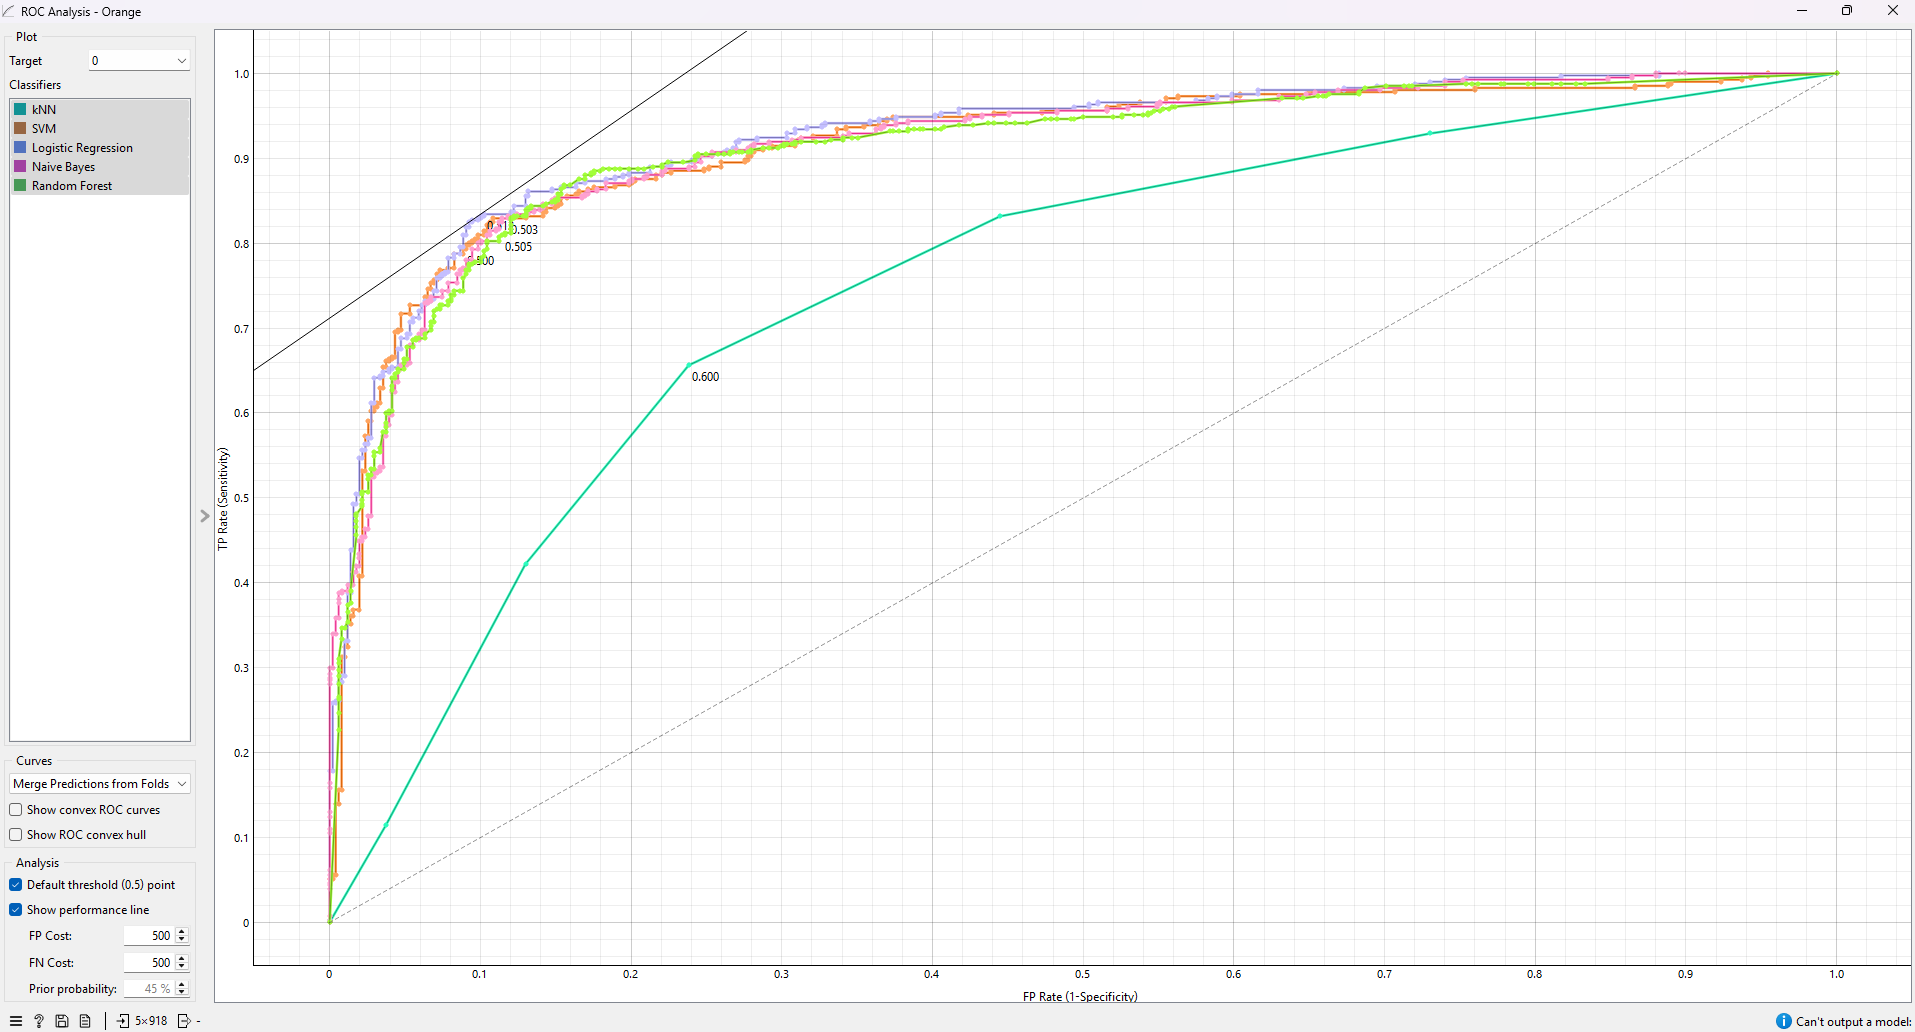 ROC Analysis - Orange
Plot
Target
0
Classifiers
kNN
SVM
Logistic Regression
Naive Bayes
Random Forest
Curves
Merge Predictions from Folds
Show convex ROC curves
Show ROC convex hull
Analysis
Default threshold (0.5) point
Show performance line
FP Cost:
500
FN Cost:
500
Prior probability:
45 %
5×918
-
TP Rate (Sensitivity)
1.0
0.9
0.8
0.7
0.6
0.5
0.4
0.3
0.2
0.1
0
0.503
0.505
0.600
0
0.1
0.2
0.3
0.4
0.5
0.6
0.7
0.8
0.9
1.0
FP Rate (1-Specificity)
Can't output a model: